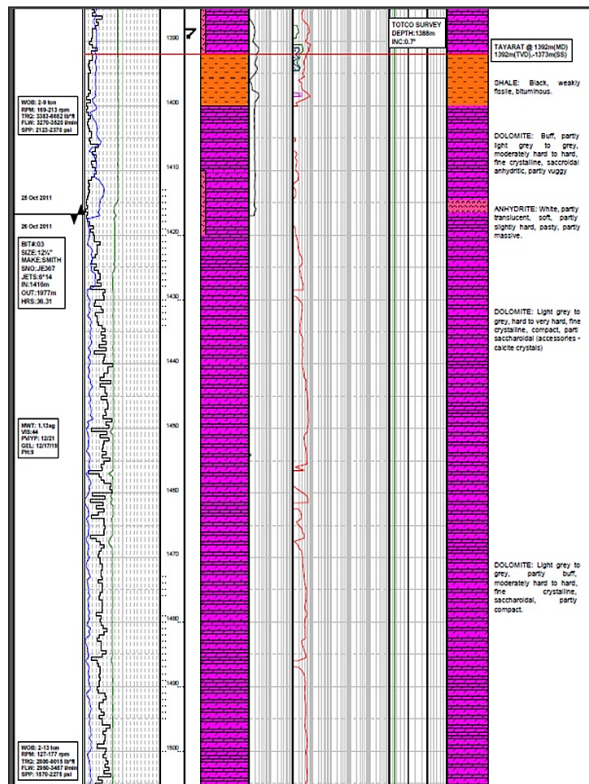 TOTCO SURVEY
DEPTH:1388m
INC:0.7°
TAYARAT @ 1392m(MD)
1392m(TVD),-1373m(SS)
SHALE: Black, weakly
fissile, bituminous.
WOB: 2-9 ton
RPM: 169-213 rpm
TRQ: 3383-6652 lb*ft
FLW: 3270-3520 l/min
SPP: 2123-2370 psi
DOLOMITE: Buff, partly
light grey to grey,
moderately hard to hard,
fine crystalline, saccroidal
anhydritic, partly vuggy
25 Oct 2011
26 Oct 2011
ANHYDRITE: White, partly
translucent, soft, partly
slightly hard, pasty, partly
massive.
BIT#:03
SIZE:12¼"
MAKE:SMITH
SNO:JE367
JETS:6*14
IN:1416m
OUT:1977m
HRS:36.31
DOLOMITE: Light grey to
grey, hard to very hard, fine
crystalline, compact, part
saccharoidal (accessories -
calcite crystals)
MWT: 1.13sg
VIS:44
PV/YP: 12/21
GEL: 12/17/19
PH:9
DOLOMITE: Light grey to
grey, partly buff,
moderately hard to hard,
fine crystalline,
saccharoidal, partly
compact.
WOB: 2-13 ton
RPM: 127-177 rpm
TRQ: 2806-8015 lb*ft
FLW: 2950-3487 l/min
SPP: 1570-2275 psi
1390
1400
1410
1420
1430
1440
1450
1460
1470
1480
1490
1500